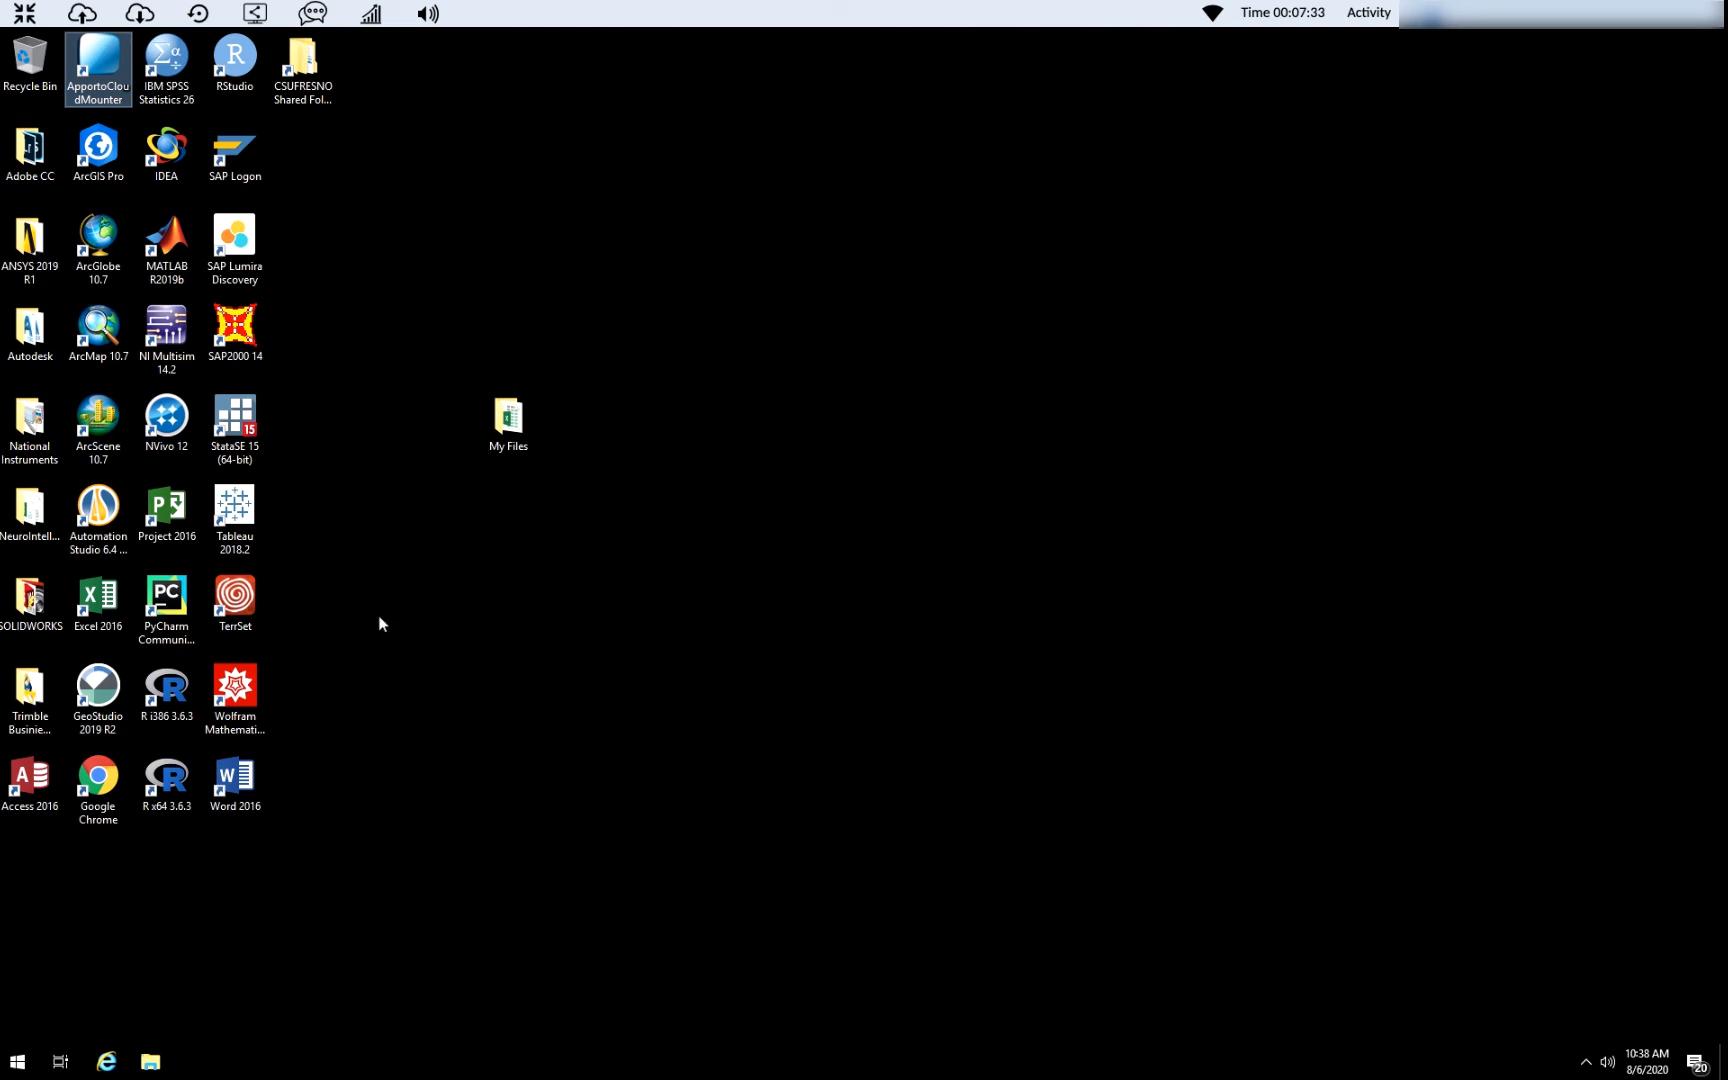 Time 00:07:33 Activity
Recycle Bin
ApportoClou
dMounter
IBM SPSS
Statistics 26
RStudio
CSUFRESNO
Shared Fol...
Adobe CC
ArcGIS Pro
IDEA
SAP Logon
ANSYS 2019
R1
ArcGlobe
10.7
MATLAB
R2019b
SAP Lumira
Discovery
Autodesk
ArcMap 10.7
NI Multisim
14.2
SAP2000 14
National
Instruments
ArcScene
10.7
NVivo 12
15
StataSE 15
(64-bit)
My Files
NeuroIntell...
Automation
Studio 6.4 ...
Project 2016
Tableau
2018.2
SOLIDWORKS
Excel 2016
PC
PyCharm
Communi...
TerrSet
Trimble
Busine...
GeoStudio
2019 R2
R i386 3.6.3
Wolfram
Mathemati...
Access 2016
Google
Chrome
R x64 3.6.3
Word 2016
10:38 AM
8/6/2020
20